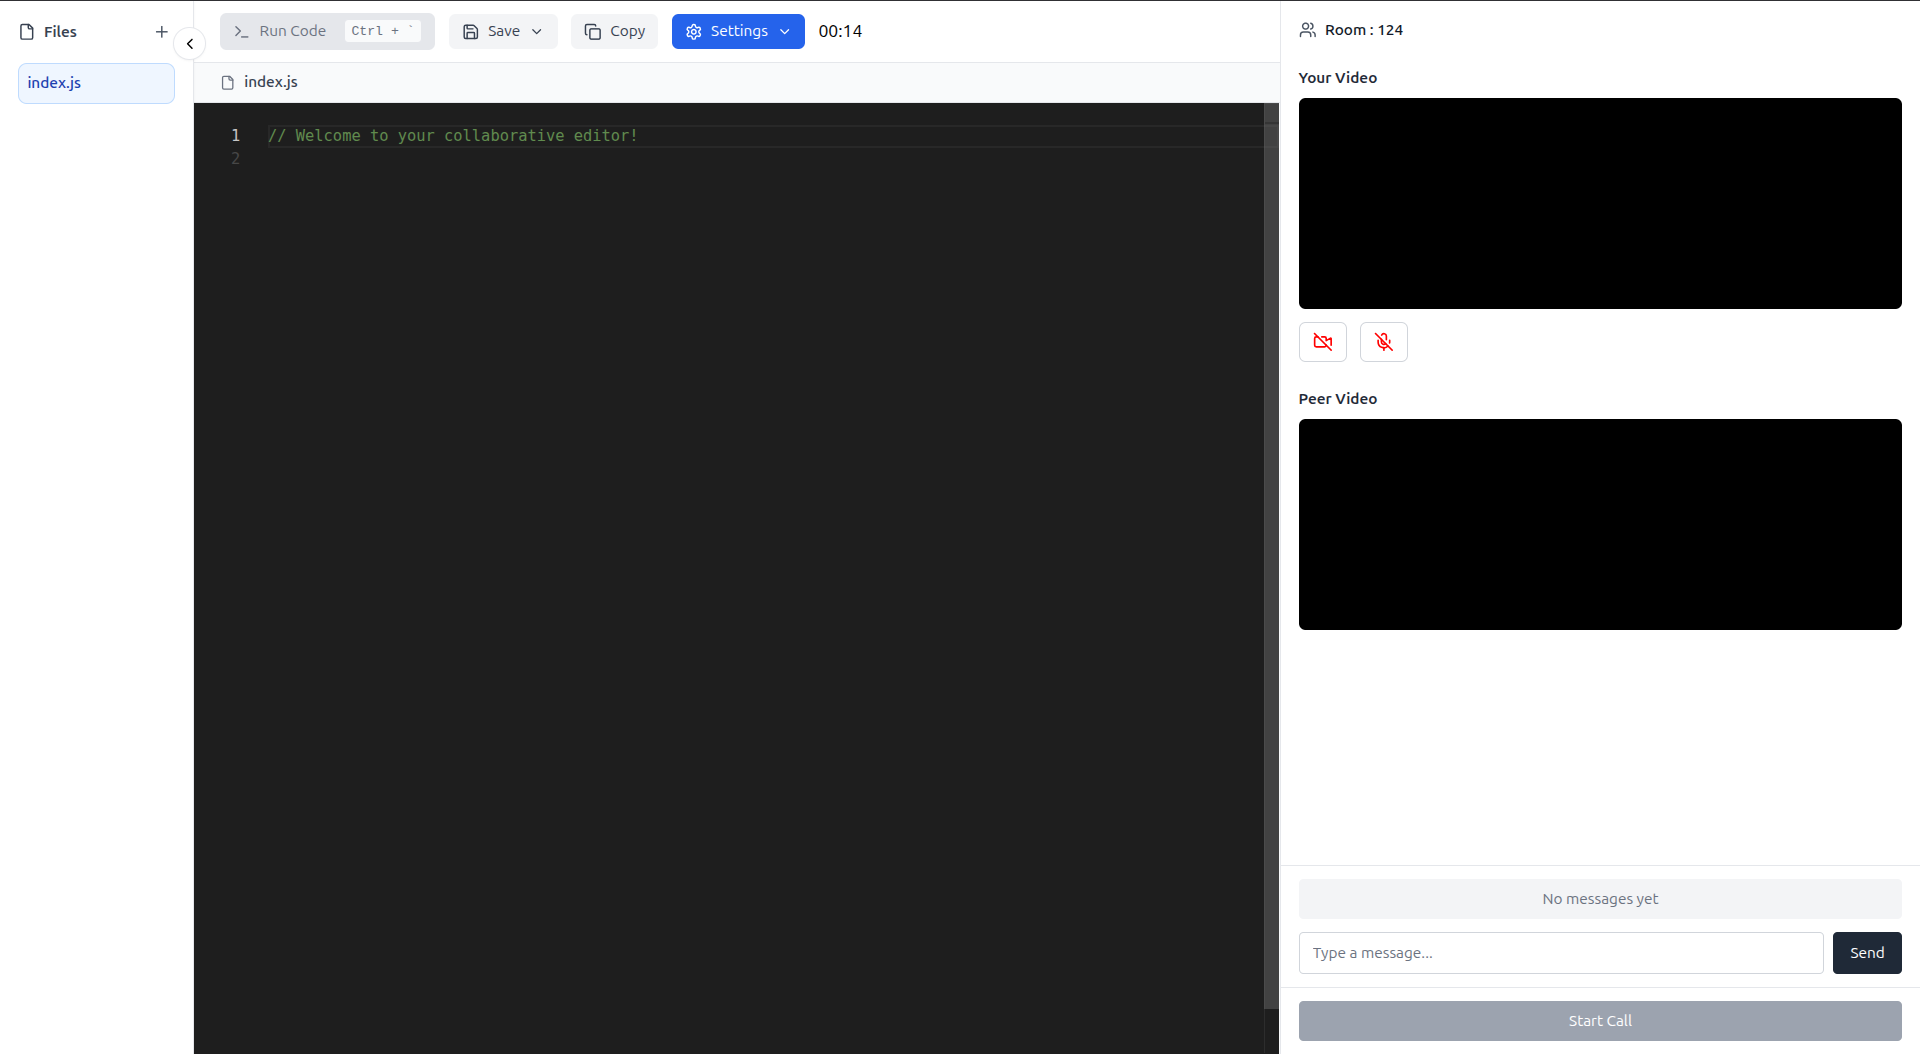 Files
index.js
Run Code Ctrl + `
Save
Copy
Settings
00:14
index.js
1 // Welcome to your collaborative editor!
2
Room : 124
Your Video
Peer Video
No messages yet
Type a message...
Send
Start Call